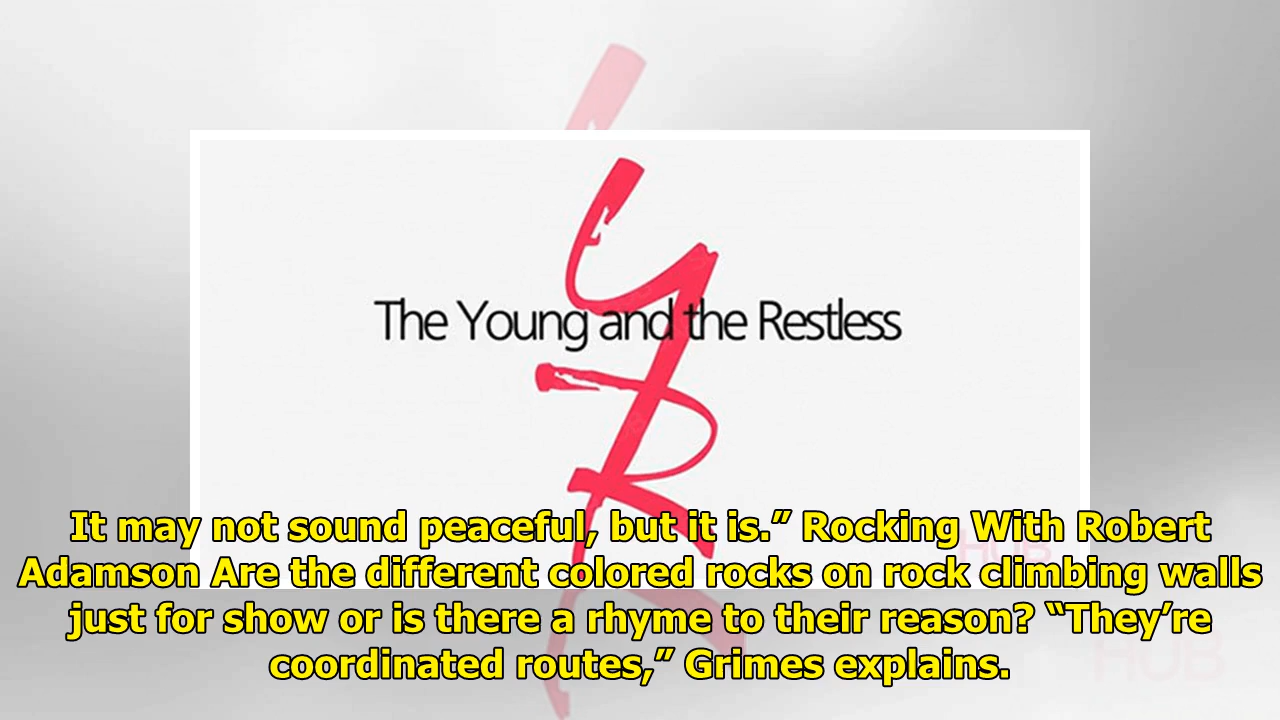 The Young and the Restless
It may not sound peaceful, but it is.” Rocking With Robert
Adamson Are the different colored rocks on rock climbing walls
just for show or is there a rhyme to their reason? “They’re
coordinated routes,” Grimes explains.
HUB
HUB